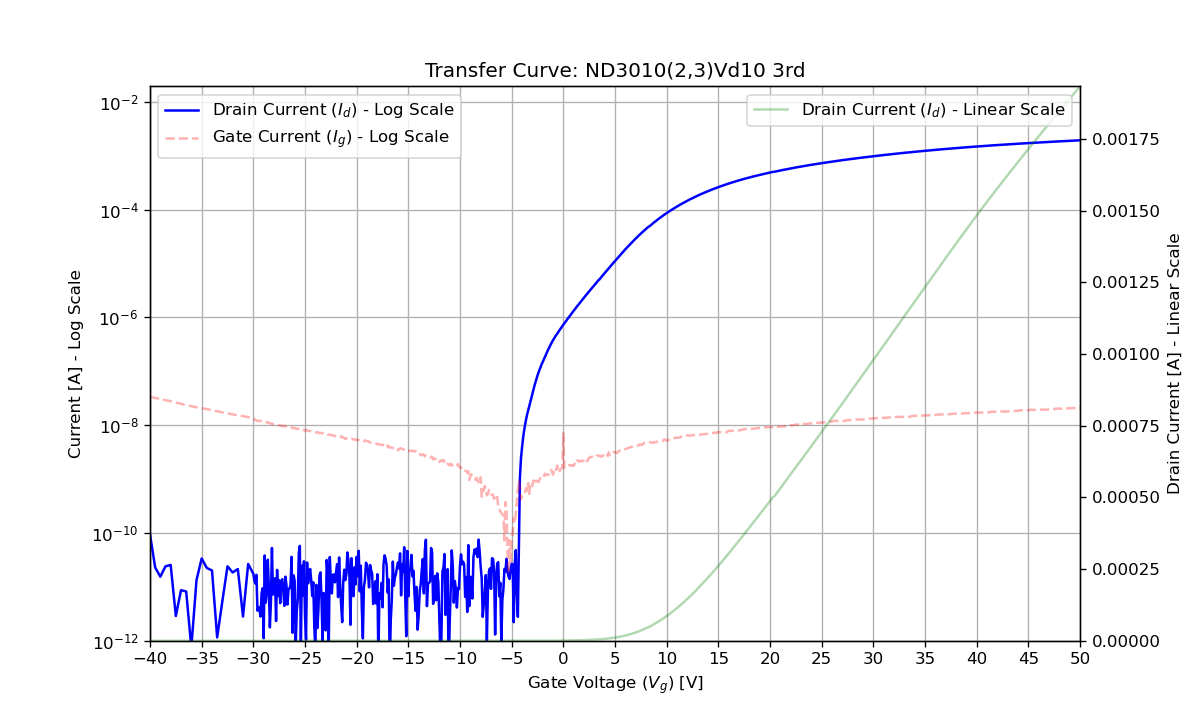 Transfer Curve: ND3010(2,3)Vd10 3rd
Drain Current (I_d) - Log Scale
Gate Current (I_g) - Log Scale
Drain Current (I_d) - Linear Scale
Current [A] - Log Scale
10^−2
10^−4
10^−6
10^−8
10^−10
10^−12
0.00175
0.00150
0.00125
0.00100
0.00075
0.00050
0.00025
0.00000
Drain Current [A] - Linear Scale
−40 −35 −30 −25 −20 −15 −10 −5 0 5 10 15 20 25 30 35 40 45 50
Gate Voltage (V_g) [V]